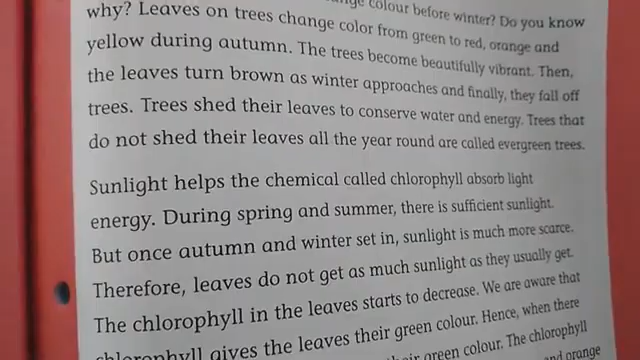 colour before winter? Do you know
why? Leaves on trees change color from green to red, orange and
yellow during autumn. The trees become beautifully vibrant. Then,
the leaves turn brown as winter approaches and finally, they fall off
trees. Trees shed their leaves to conserve water and energy. Trees that
do not shed their leaves all the year round are called evergreen trees.
Sunlight helps the chemical called chlorophyll absorb light
energy. During spring and summer, there is sufficient sunlight.
But once autumn and winter set in, sunlight is much more scarce.
Therefore, leaves do not get as much sunlight as they usually get.
The chlorophyll in the leaves starts to decrease. We are aware that
chlorophyll gives the leaves their green colour. Hence, when there
green colour. The chlorophyll
and orange